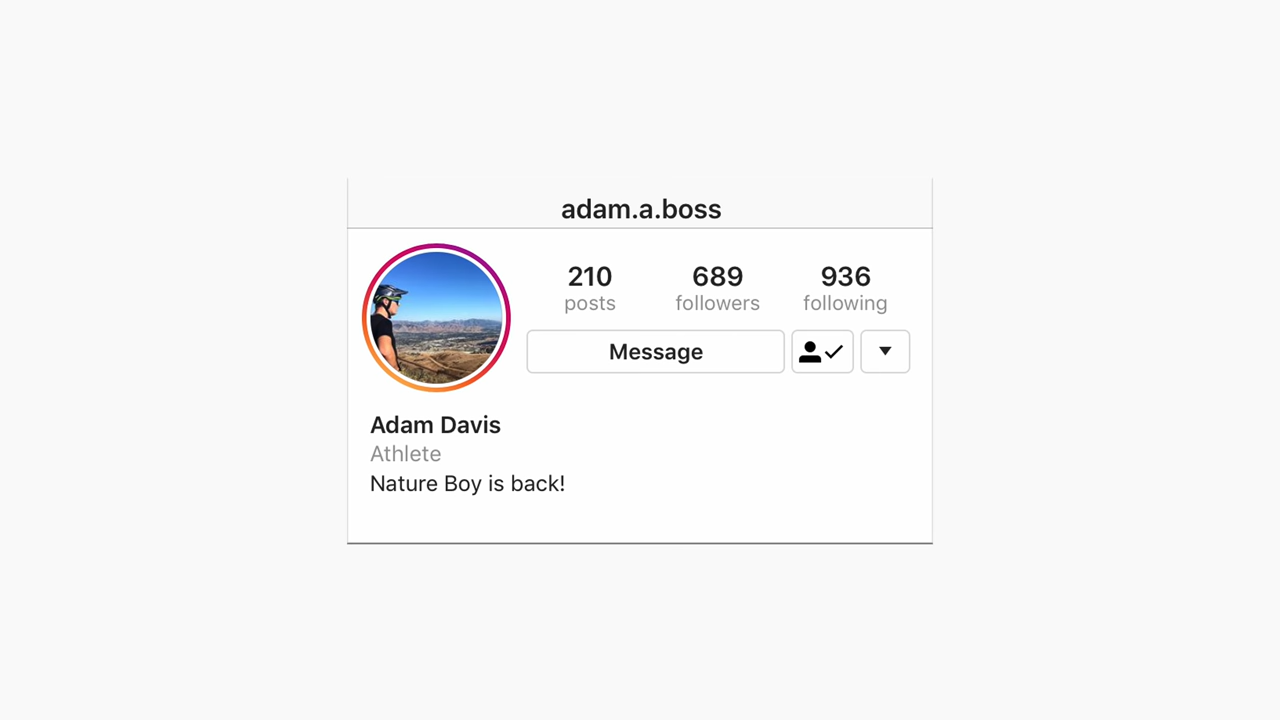 adam.a.boss
210 689 936
posts followers following
Message
Adam Davis
Athlete
Nature Boy is back!